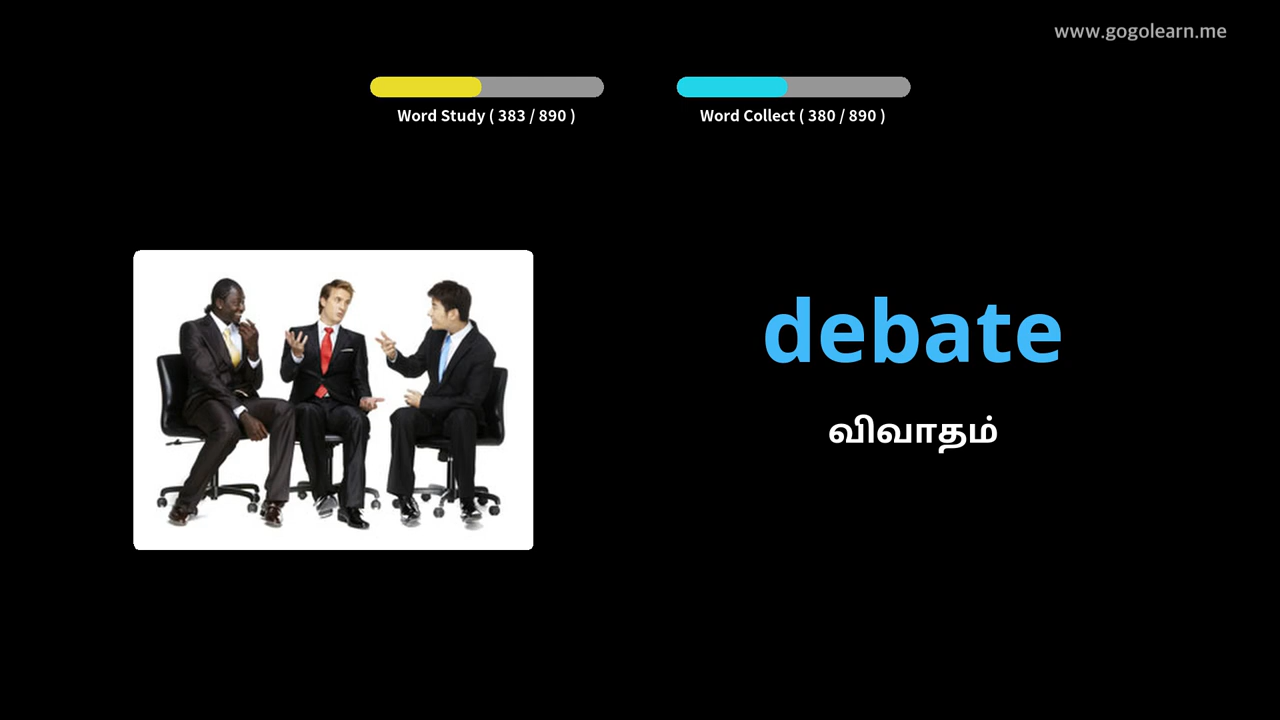 www.gogolearn.me
Word Study ( 383 / 890 )
Word Collect ( 380 / 890 )
debate
விவாதம்